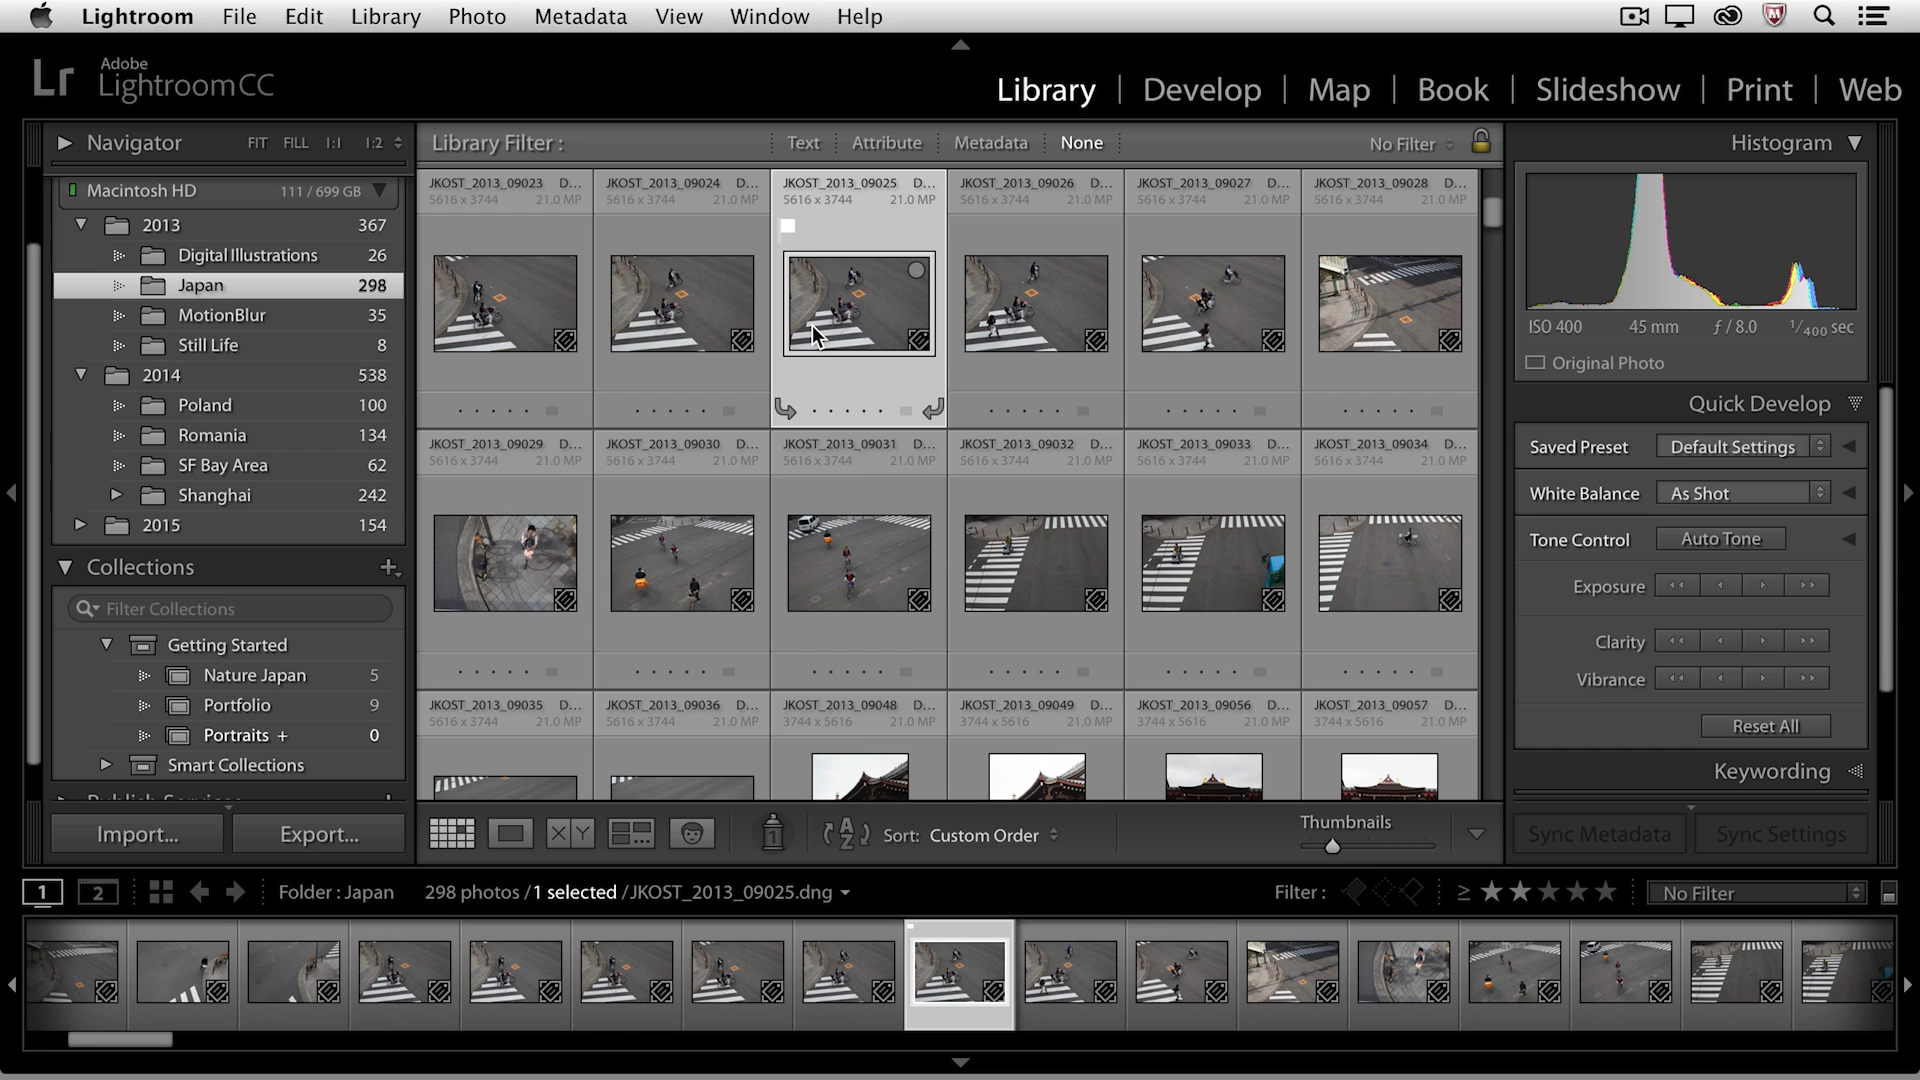 Lightroom File Edit Library Photo Metadata View Window Help
Lr Adobe
Lightroom CC
Library | Develop | Map | Book | Slideshow | Print | Web
Navigator FIT FILL 1:1 1:2
Macintosh HD 111 / 699 GB
2013 367
Digital Illustrations 26
Japan 298
MotionBlur 35
Still Life 8
2014 538
Poland 100
Romania 134
SF Bay Area 62
Shanghai 242
2015 154
Collections
Filter Collections
Getting Started
Nature Japan 5
Portfolio 9
Portraits + 0
Smart Collections
Import... Export...
Library Filter : Text Attribute Metadata None No Filter
JKOST_2013_09023 D... JKOST_2013_09024 D... JKOST_2013_09025 D... JKOST_2013_09026 D... JKOST_2013_09027 D... JKOST_2013_09028 D...
5616 x 3744 21.0 MP 5616 x 3744 21.0 MP 5616 x 3744 21.0 MP 5616 x 3744 21.0 MP 5616 x 3744 21.0 MP 5616 x 3744 21.0 MP
JKOST_2013_09029 D... JKOST_2013_09030 D... JKOST_2013_09031 D... JKOST_2013_09032 D... JKOST_2013_09033 D... JKOST_2013_09034 D...
5616 x 3744 21.0 MP 5616 x 3744 21.0 MP 5616 x 3744 21.0 MP 5616 x 3744 21.0 MP 5616 x 3744 21.0 MP 5616 x 3744 21.0 MP
JKOST_2013_09035 D... JKOST_2013_09036 D... JKOST_2013_09048 D... JKOST_2013_09049 D... JKOST_2013_09056 D... JKOST_2013_09057 D...
5616 x 3744 21.0 MP 5616 x 3744 21.0 MP 3744 x 5616 21.0 MP 3744 x 5616 21.0 MP 3744 x 5616 21.0 MP 3744 x 5616 21.0 MP
X Y 1 A Z Sort: Custom Order Thumbnails
Histogram
ISO 400 45 mm f / 8.0 1/400 sec
Original Photo
Quick Develop
Saved Preset Default Settings
White Balance As Shot
Tone Control Auto Tone
Exposure
Clarity
Vibrance
Reset All
Keywording
Sync Metadata Sync Settings
1 2 Folder : Japan 298 photos / 1 selected / JKOST_2013_09025.dng Filter : ≥ ★★★★★ No Filter